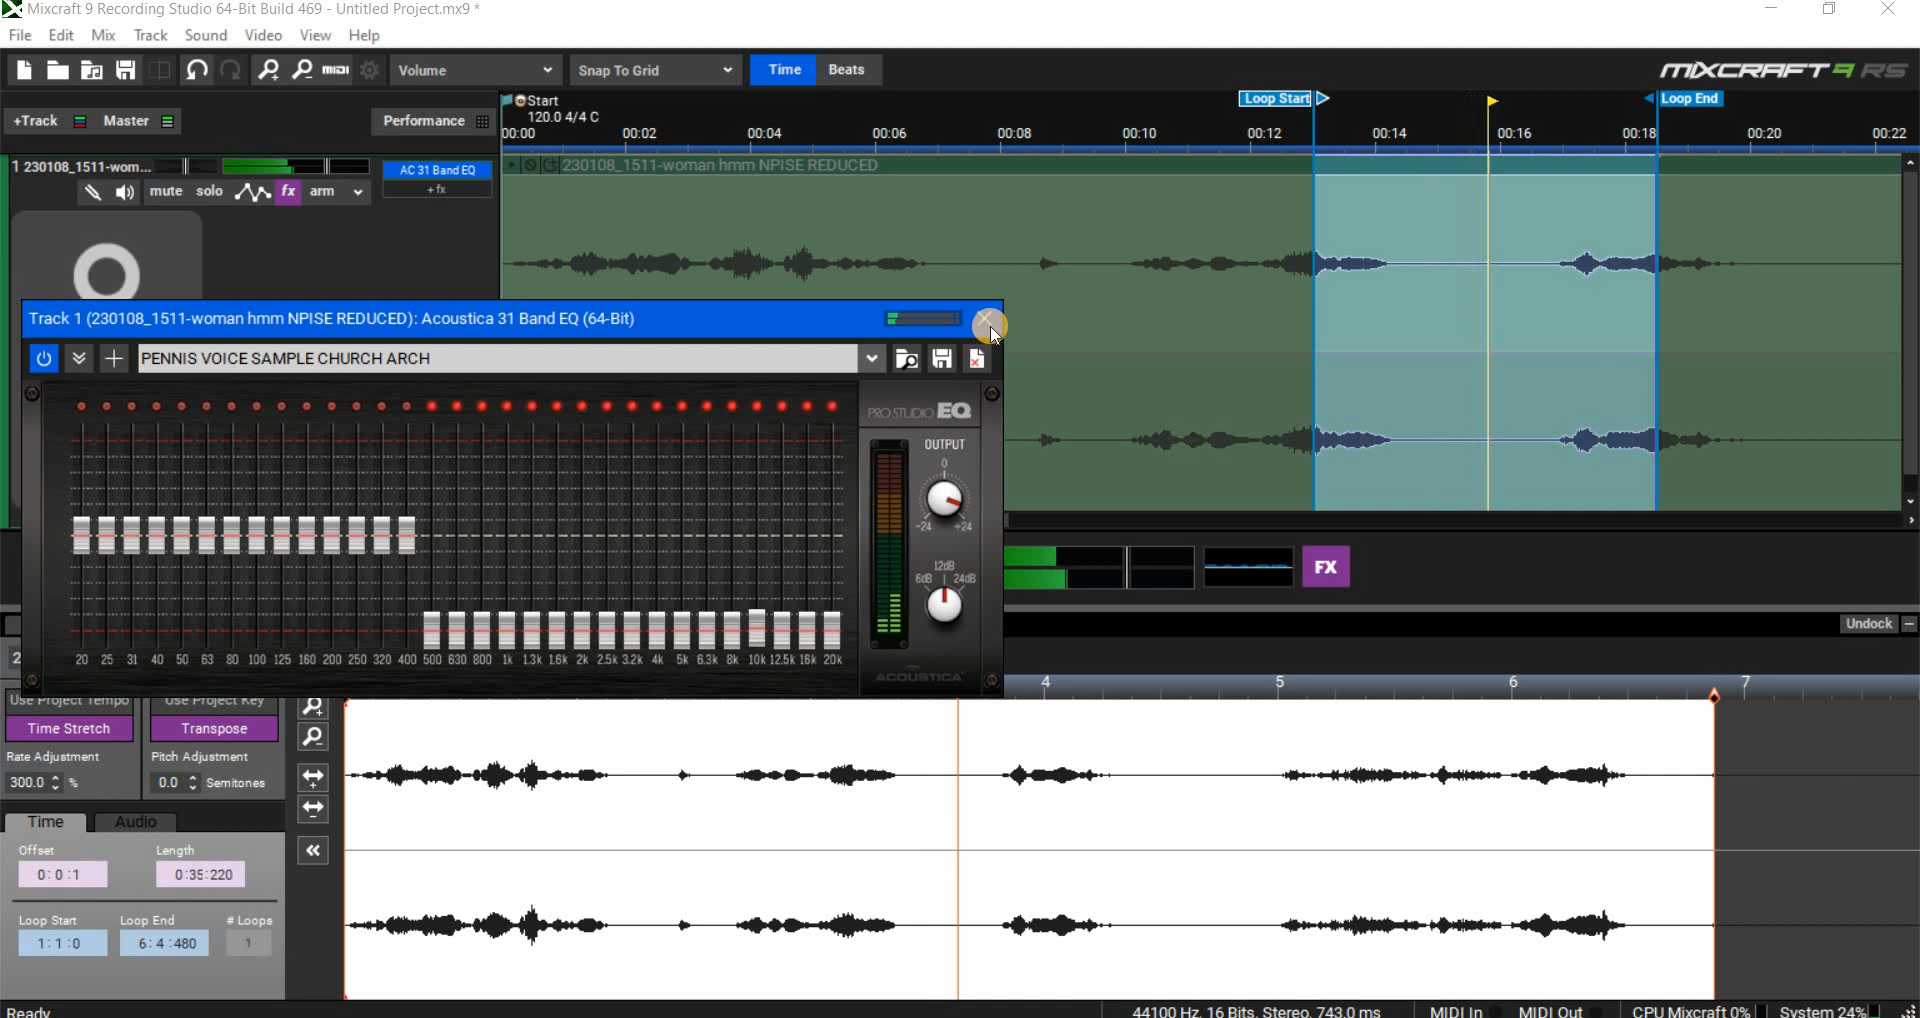 Mixcraft 9 Recording Studio 64-Bit Build 469 - Untitled Project.mx9 *
File Edit Mix Track Sound Video View Help
MIDI Volume Snap To Grid Time Beats MIXCRAFT 9 RS
+Track Master Performance
Start Loop Start Loop End
120.0 4/4 C
00:00 00:02 00:04 00:06 00:08 00:10 00:12 00:14 00:16 00:18 00:20 00:22
1 230108_1511-wom... AC 31 Band EQ 230108_1511-woman hmm NPISE REDUCED
mute solo fx arm + fx
Track 1 (230108_1511-woman hmm NPISE REDUCED): Acoustica 31 Band EQ (64-Bit)
PENNIS VOICE SAMPLE CHURCH ARCH
PRO STUDIO EQ
OUTPUT
0
-24 +24
12dB
6dB 24dB
FX
Undock
20 25 31 40 50 63 80 100 125 160 200 250 320 400 500 630 800 1k 1.3k 1.6k 2k 2.5k 3.2k 4k 5k 6.3k 8k 10k 12.5k 16k 20k
ACOUSTICA
2
4 5 6 7
Use Project Tempo Use Project Key
Time Stretch Transpose
Rate Adjustment Pitch Adjustment
300.0 % 0.0 Semitones
Time Audio
Offset Length
0:0:1 0:35:220
Loop Start Loop End # Loops
1:1:0 6:4:480 1
Ready 44100 Hz, 16 Bits, Stereo, 743.0 ms MIDI In MIDI Out CPU Mixcraft 0% System 24%